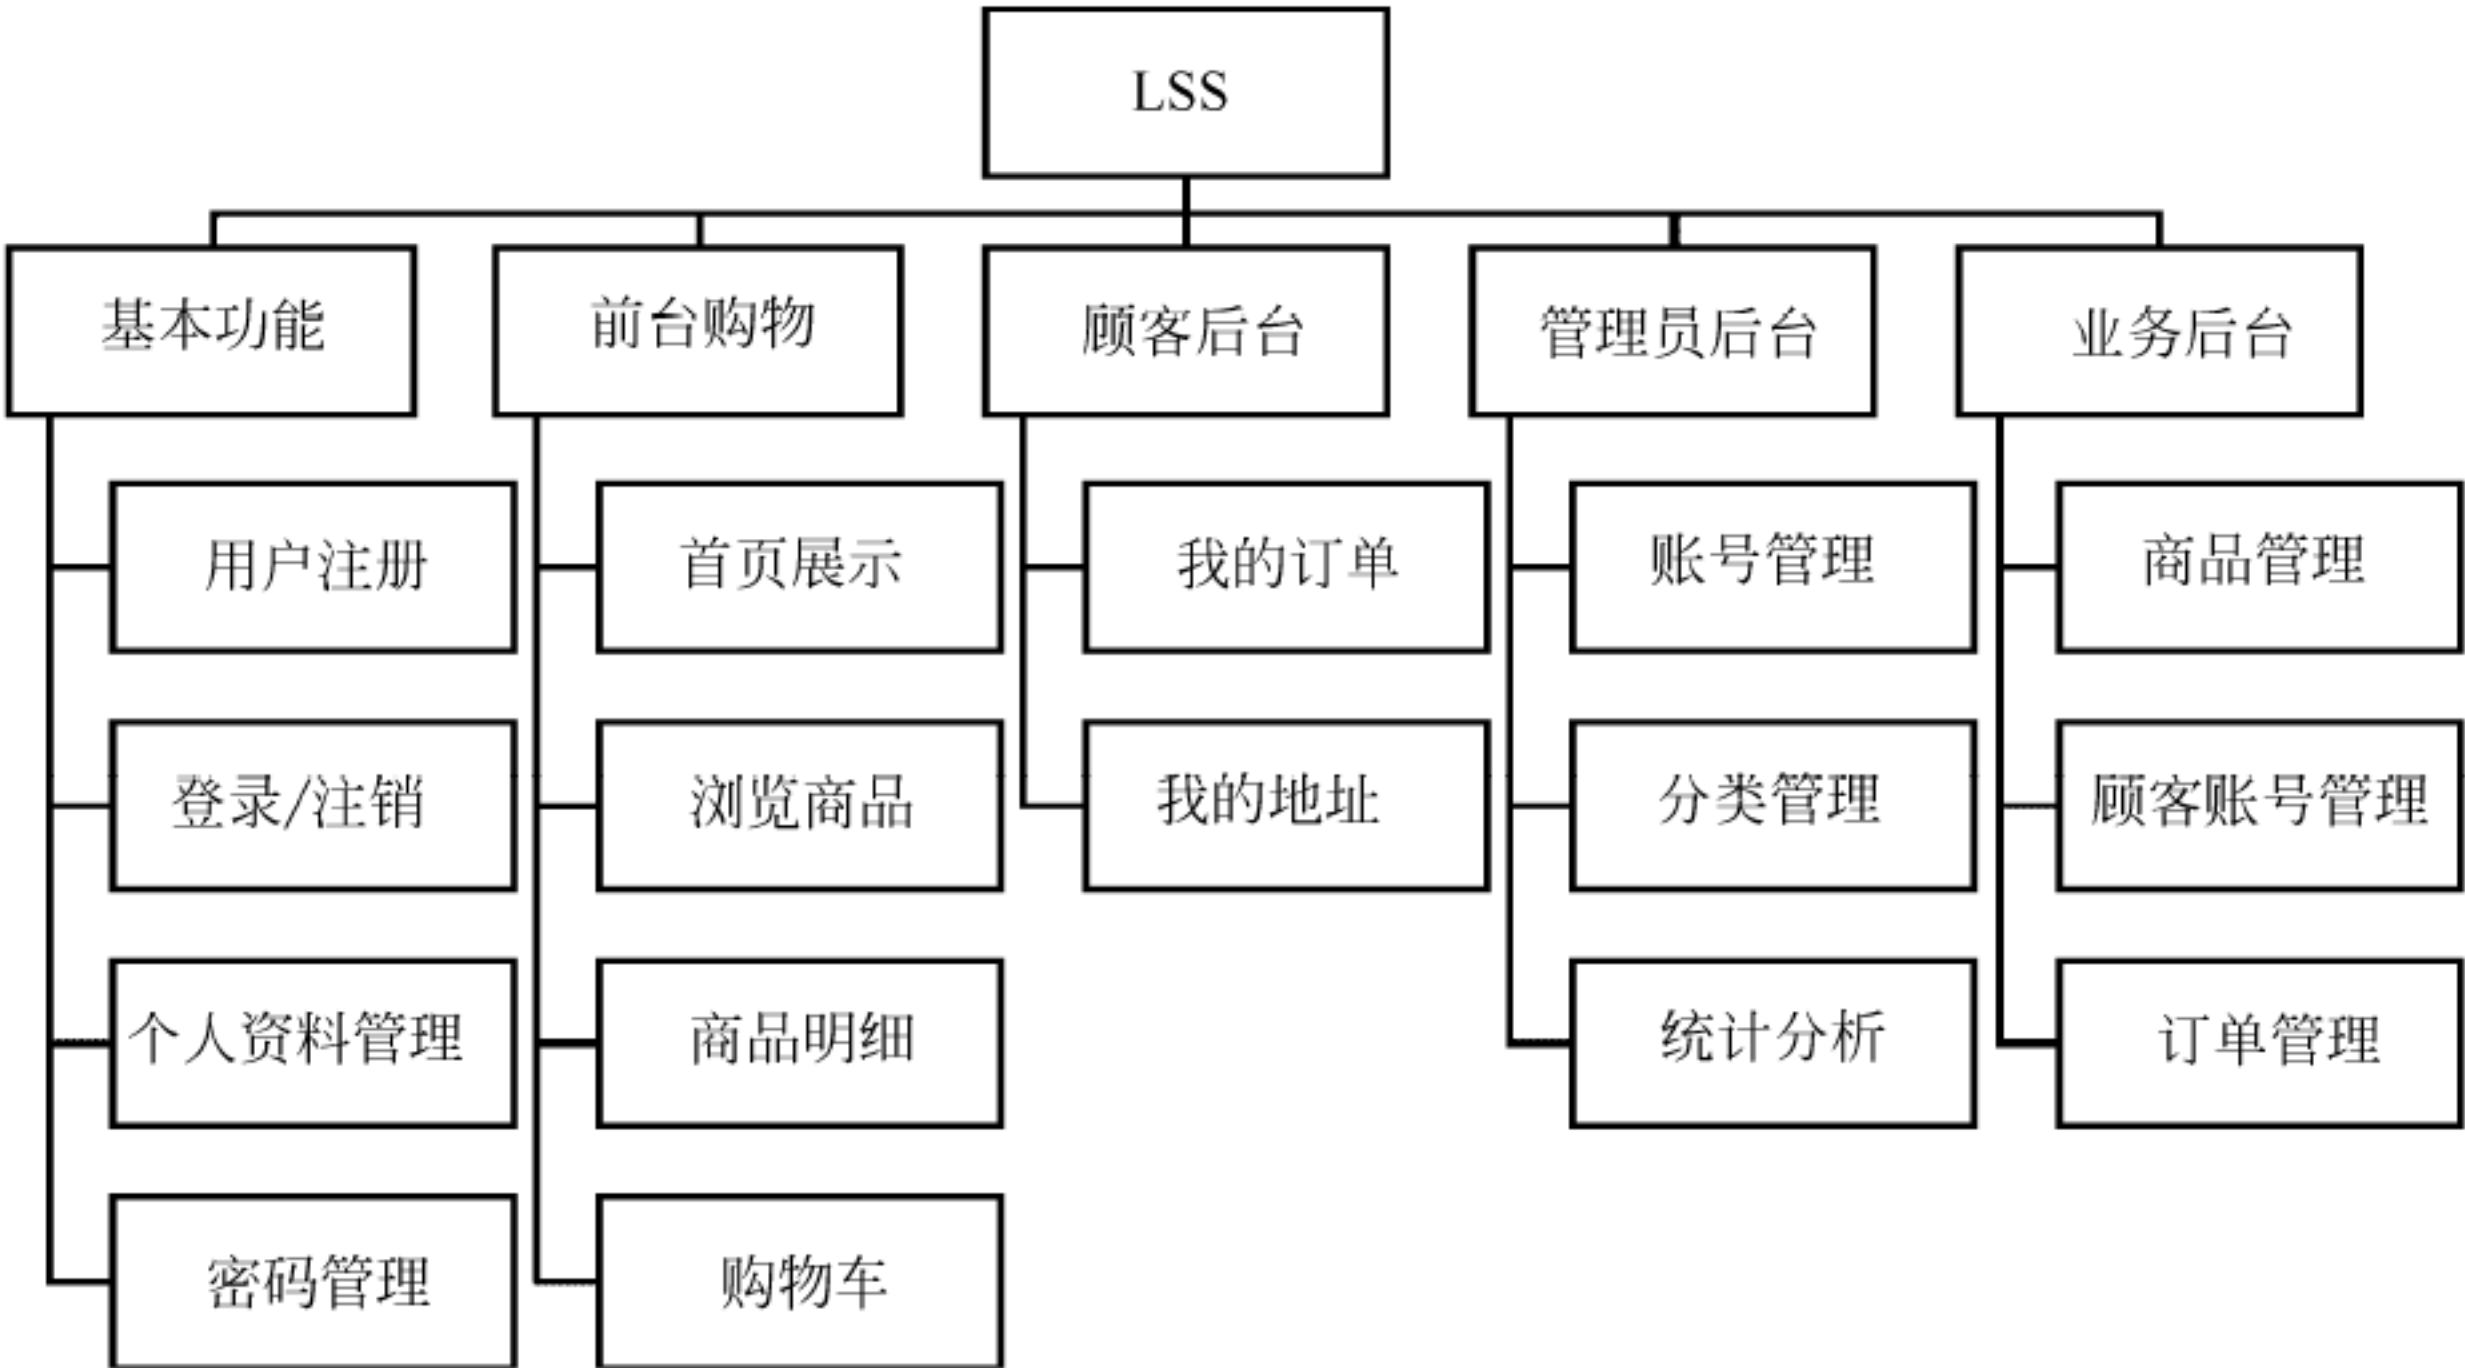 LSS
基本功能
前台购物
顾客后台
管理员后台
业务后台
用户注册
首页展示
我的订单
账号管理
商品管理
登录/注销
浏览商品
我的地址
分类管理
顾客账号管理
个人资料管理
商品明细
统计分析
订单管理
密码管理
购物车